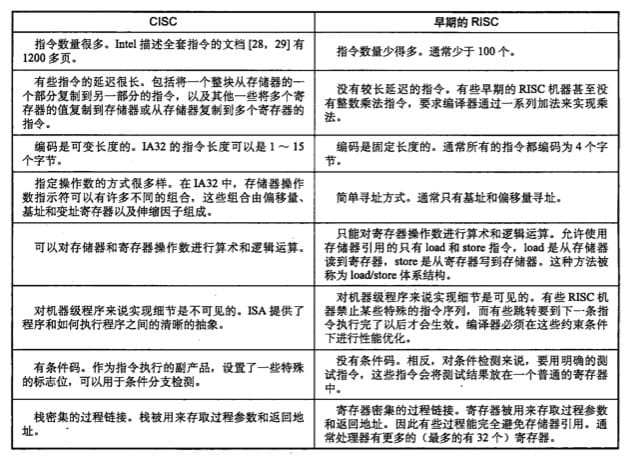 CISC
早期的 RISC
指令数量很多。Intel 描述全套指令的文档 [28，29] 有
1200 多页。
指令数量少得多。通常少于 100 个。
有些指令的延迟很长。包括将一个整块从存储器的一
个部分复制到另一部分的指令，以及其他一些将多个寄
存器的值复制到存储器或从存储器复制到多个寄存器的
指令。
没有较长延迟的指令。有些早期的 RISC 机器甚至没
有整数乘法指令，要求编译器通过一系列加法来实现乘
法。
编码是可变长度的。IA32 的指令长度可以是 1 ～ 15
个字节。
编码是固定长度的。通常所有的指令都编码为 4 个字
节。
指定操作数的方式很多样。在 IA32 中，存储器操作
数指示符可以有许多不同的组合，这些组合由偏移量、
基址和变址寄存器以及伸缩因子组成。
简单寻址方式。通常只有基址和偏移量寻址。
可以对存储器和寄存器操作数进行算术和逻辑运算。
只能对寄存器操作数进行算术和逻辑运算。允许使用
存储器引用的只有 load 和 store 指令，load 是从存储器
读到寄存器，store 是从寄存器写到存储器。这种方法被
称为 load/store 体系结构。
对机器级程序来说实现细节是不可见的。ISA 提供了
程序和如何执行程序之间的清晰的抽象。
对机器级程序来说实现细节是可见的。有些 RISC 机
器禁止某些特殊的指令序列，而有些跳转要到下一条指
令执行完了以后才会生效。编译器必须在这些约束条件
下进行性能优化。
有条件码。作为指令执行的副产品，设置了一些特殊
的标志位，可以用于条件分支检测。
没有条件码。相反，对条件检测来说，要用明确的测
试指令，这些指令会将测试结果放在一个普通的寄存器
中。
栈密集的过程链接。栈被用来存取过程参数和返回地
址。
寄存器密集的过程链接。寄存器被用来存取过程参数
和返回地址。因此有些过程能完全避免存储器引用。通
常处理器有更多的（最多的有 32 个）寄存器。